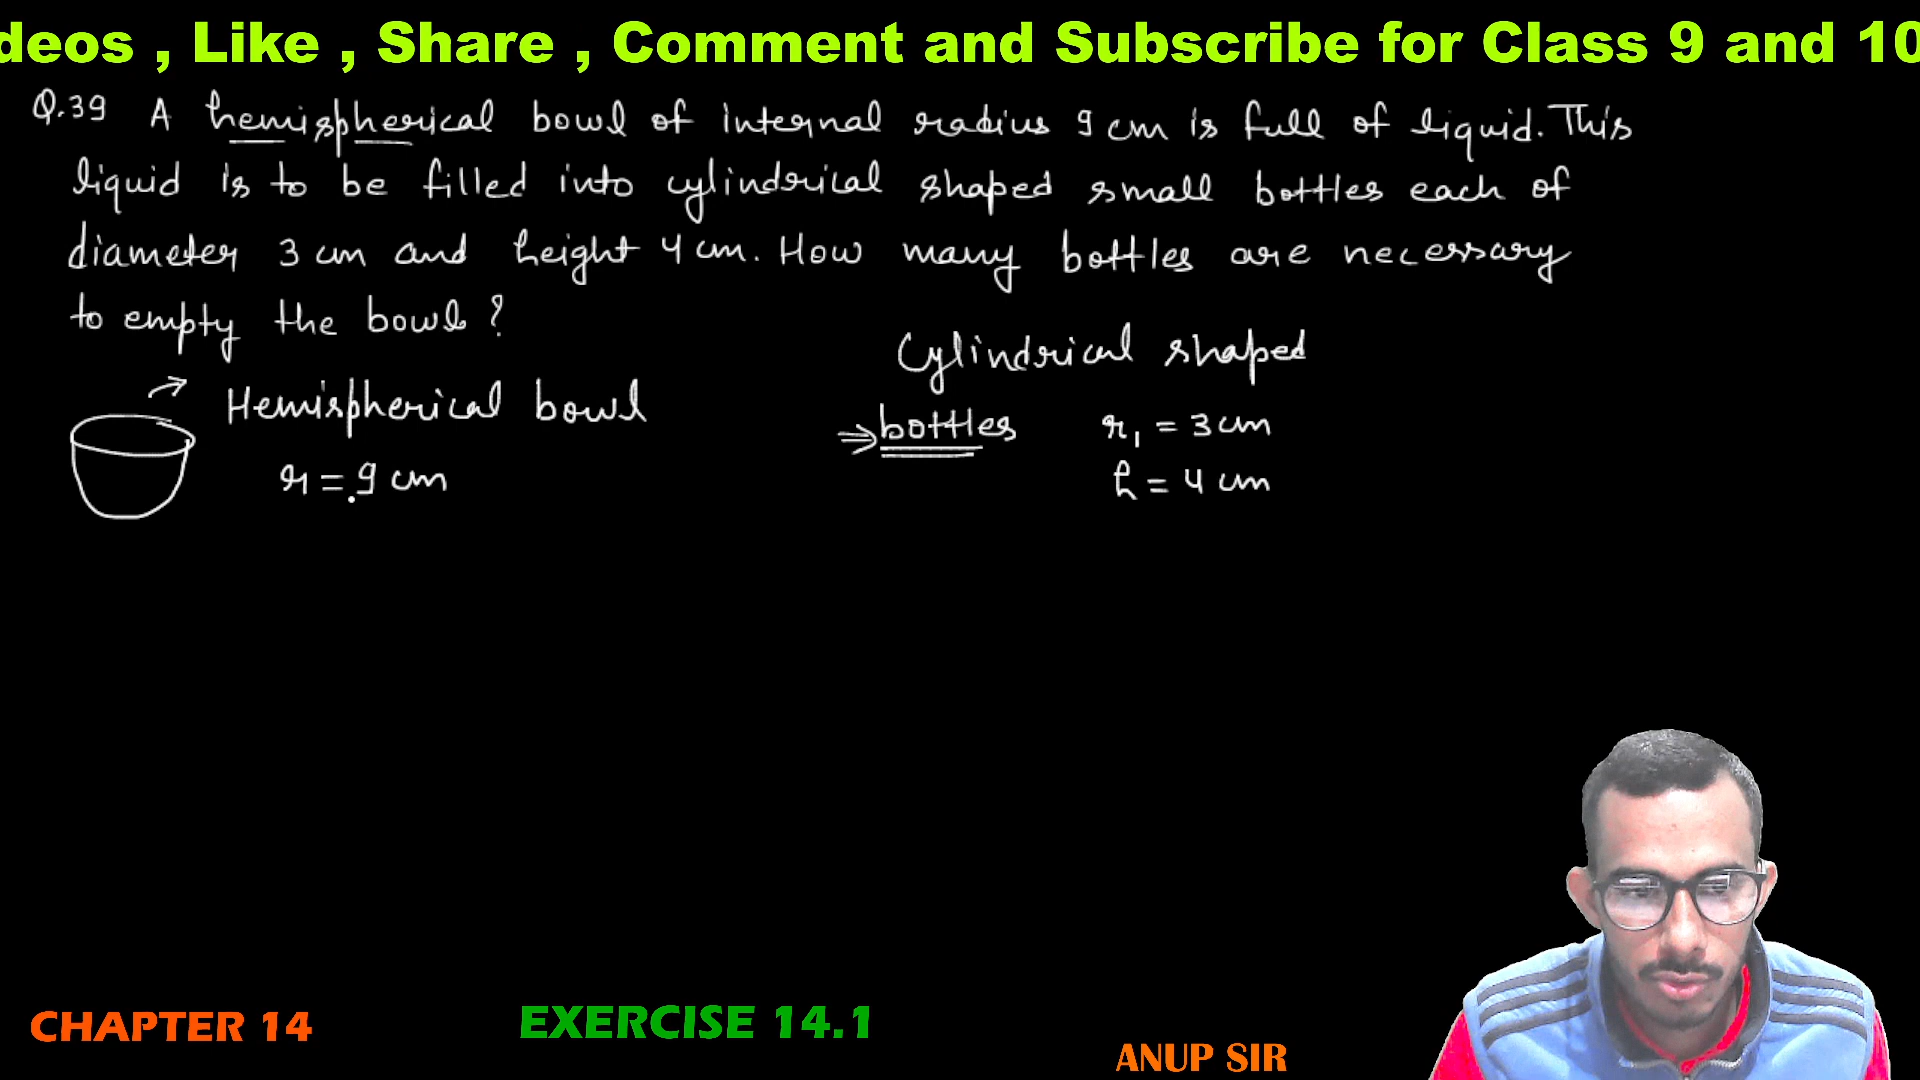 deos , Like , Share , Comment and Subscribe for Class 9 and 10
Q.39 A hemispherical bowl of internal radius 9 cm is full of liquid. This
liquid is to be filled into cylindrical shaped small bottles each of
diameter 3 cm and height 4 cm. How many bottles are necessary
to empty the bowl ?
Hemispherical bowl
r = 9 cm
Cylindrical shaped
⇒ bottles r₁ = 3 cm
h = 4 cm
CHAPTER 14
EXERCISE 14.1
ANUP SIR